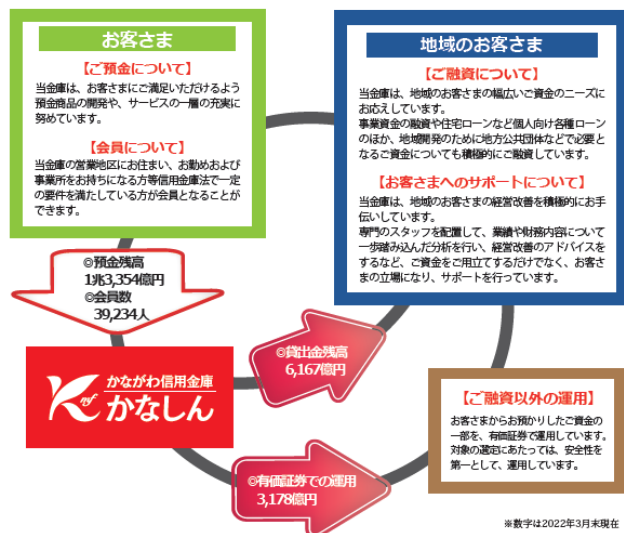 お客さま
【ご預金について】
当金庫は、お客さまにご満足いただけるよう
預金商品の開発や、サービスの一層の充実に
努めています。
【会員について】
当金庫の営業地区にお住まい、お勤めおよび
事業所をお持ちになる方等信用金庫法で一定
の要件を満たしている方が会員となることが
できます。
地域のお客さま
【ご融資について】
当金庫は、地域のお客さまの幅広いご資金のニーズに
お応えしています。
事業資金の融資や住宅ローンなど個人向け各種ローン
のほか、地域開発のために地方公共団体などで必要と
なるご資金についても積極的にご融資しています。
【お客さまへのサポートについて】
当金庫は、地域のお客さまの経営改善を積極的にお手
伝いしています。
専門のスタッフを配置して、業績や財務内容について
一歩踏み込んだ分析を行い、経営改善のアドバイスを
するなど、ご資金をご用立てするだけでなく、お客さ
まの立場になり、サポートを行っています。
◎預金残高
1兆3,354億円
◎会員数
39,234人
◎貸出金残高
6,167億円
かながわ信用金庫
かなしん
【ご融資以外の運用】
お客さまからお預かりしたご資金の
一部を、有価証券で運用しています。
対象の選定にあたっては、安全性を
第一として、運用しています。
◎有価証券での運用
3,178億円
※数字は2022年3月末現在